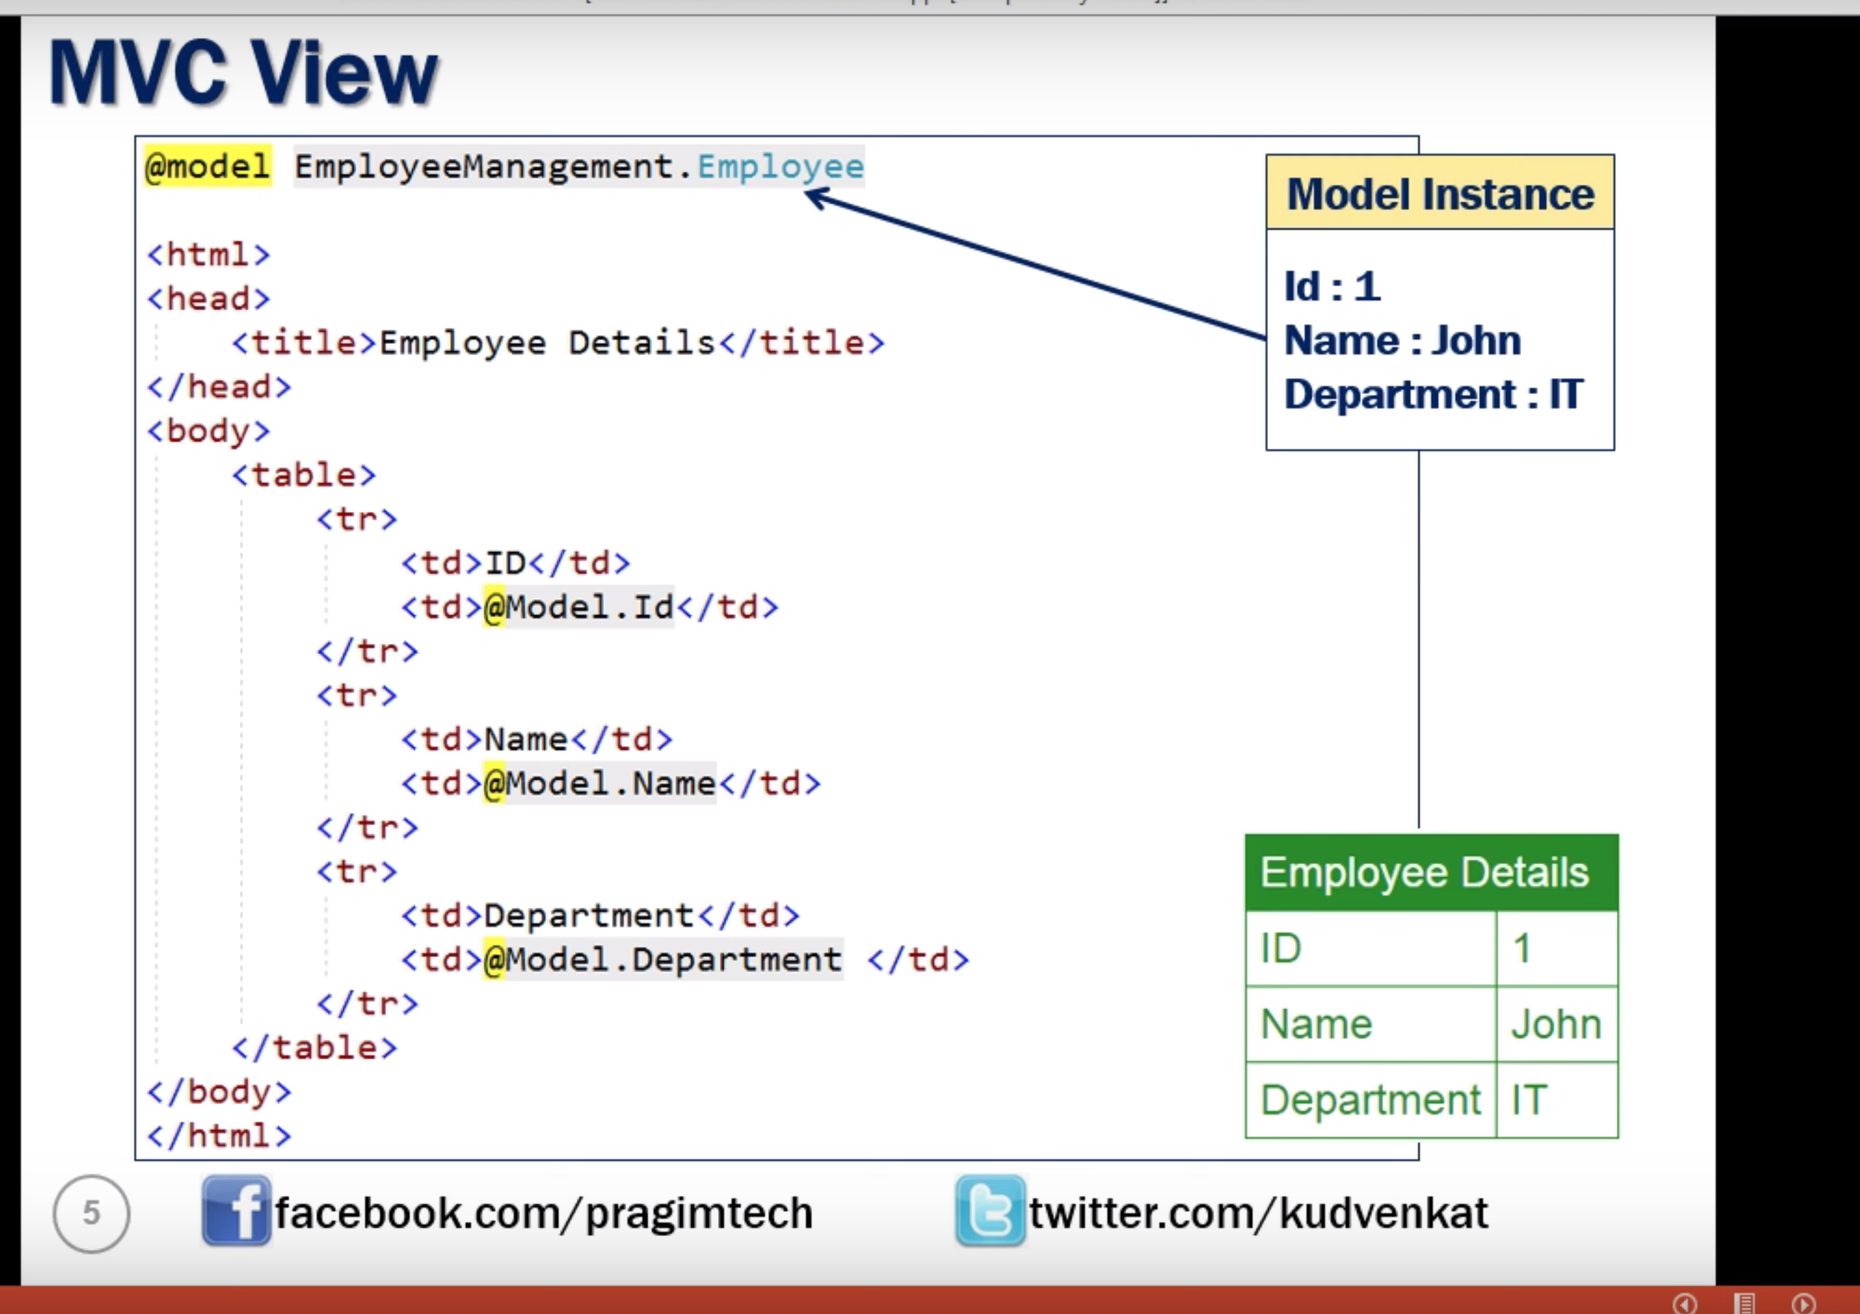 MVC View
@model EmployeeManagement.Employee
<html>
<head>
<title>Employee Details</title>
</head>
<body>
<table>
<tr>
<td>ID</td>
<td>@Model.Id</td>
</tr>
<tr>
<td>Name</td>
<td>@Model.Name</td>
</tr>
<tr>
<td>Department</td>
<td>@Model.Department </td>
</tr>
</table>
</body>
</html>
Model Instance
Id : 1
Name : John
Department : IT
Employee Details
ID 1
Name John
Department IT
5
facebook.com/pragimtech
twitter.com/kudvenkat